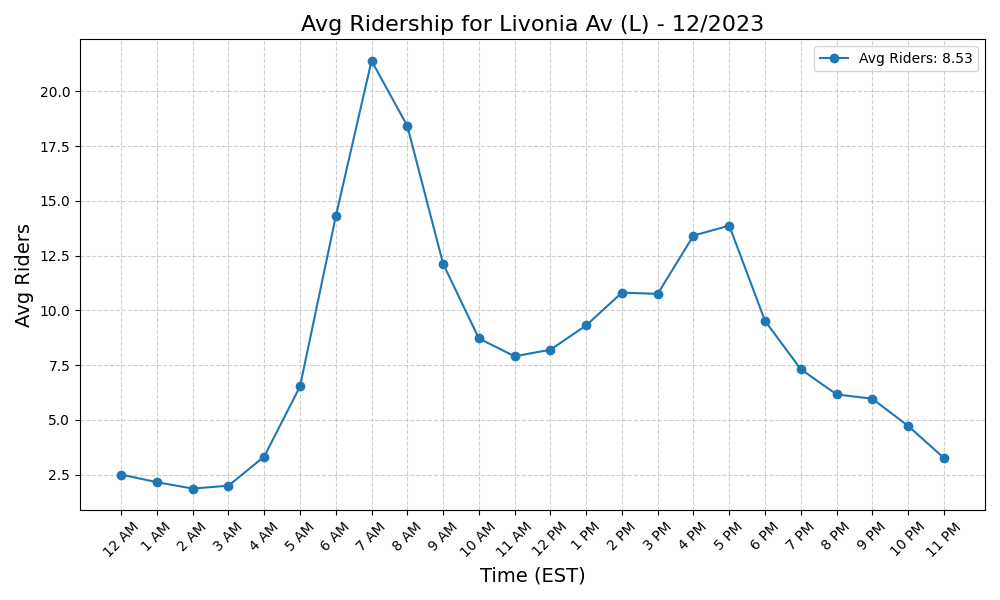 Avg Ridership for Livonia Av (L) - 12/2023
Avg Riders: 8.53
Avg Riders
20.0
17.5
15.0
12.5
10.0
7.5
5.0
2.5
12 AM
1 AM
2 AM
3 AM
4 AM
5 AM
6 AM
7 AM
8 AM
9 AM
10 AM
11 AM
12 PM
1 PM
2 PM
3 PM
4 PM
5 PM
6 PM
7 PM
8 PM
9 PM
10 PM
11 PM
Time (EST)